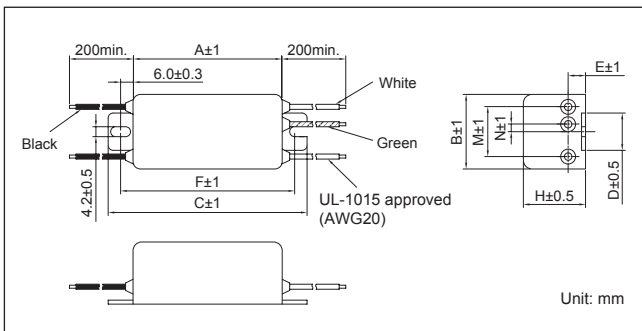 200min.
A±1
200min.
6.0±0.3
White
Black
Green
4.2±0.5
F±1
C±1
UL-1015 approved
(AWG20)
E±1
B±1
M±1
N±1
H±0.5
D±0.5
Unit: mm